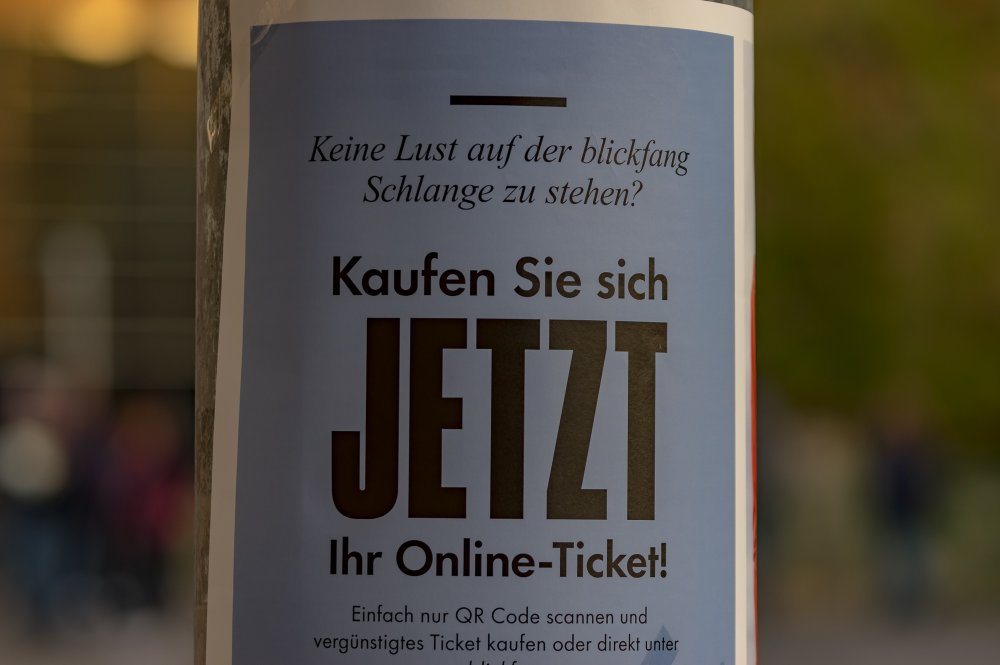 Keine Lust auf der blickfang
Schlange zu stehen?
Kaufen Sie sich
JETZT
Ihr Online-Ticket!
Einfach nur QR Code scannen und
vergünstigtes Ticket kaufen oder direkt unter